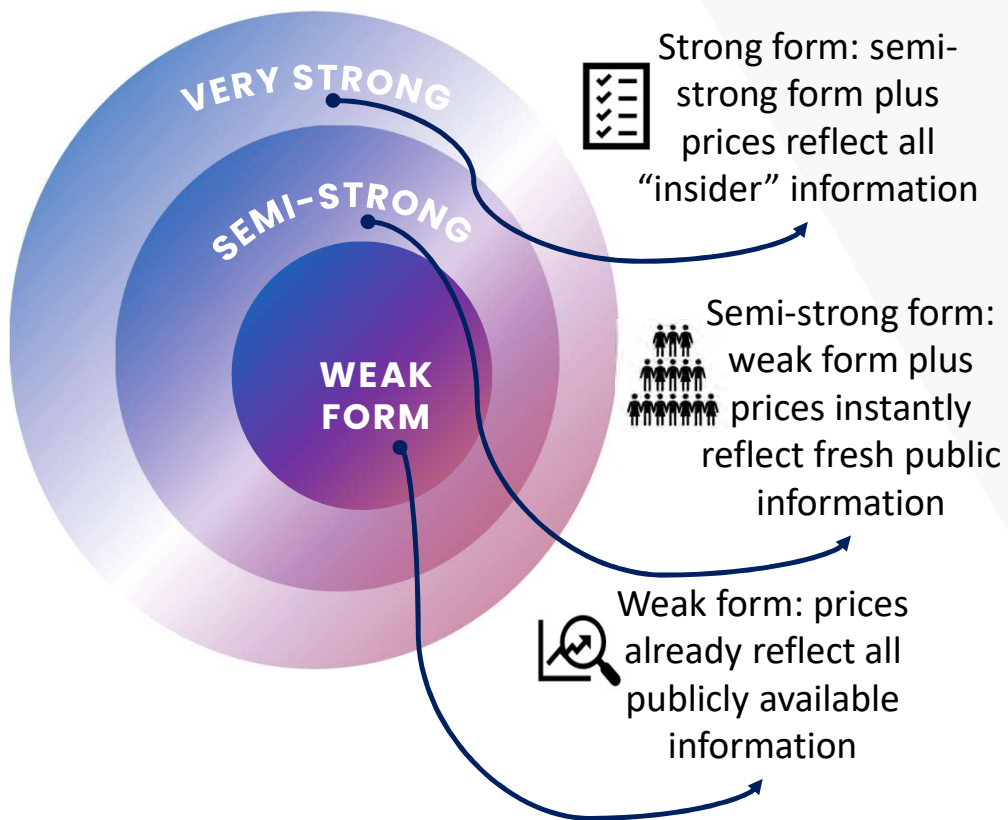 VERY STRONG
SEMI-STRONG
WEAK
FORM
Strong form: semi-
strong form plus
prices reflect all
“insider” information
Semi-strong form:
weak form plus
prices instantly
reflect fresh public
information
Weak form: prices
already reflect all
publicly available
information